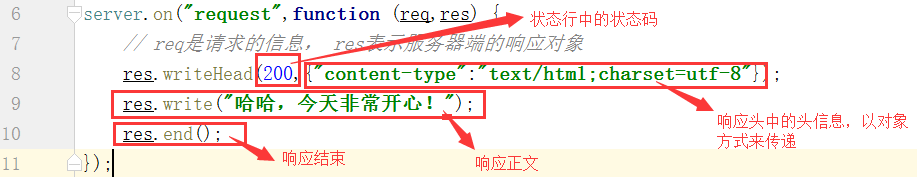 6 server.on("request",function (req,res) {
状态行中的状态码
7 // req是请求的信息, res表示服务器端的响应对象
8 res.writeHead(200,{"content-type":"text/html;charset=utf-8"});
9 res.write("哈哈，今天非常开心！");
响应头中的头信息，以对象
方式来传递
10 res.end();
响应结束
响应正文
11 });